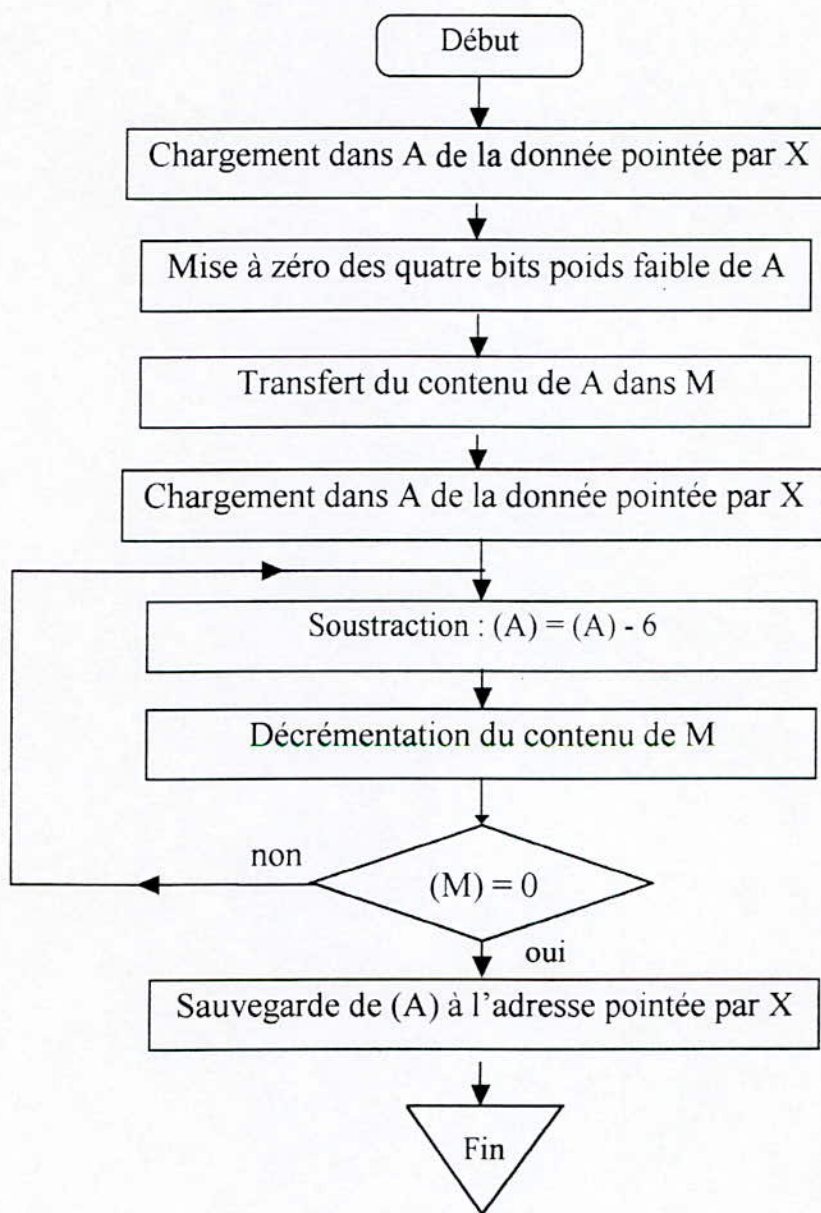 Début
Chargement dans A de la donnée pointée par X
Mise à zéro des quatre bits poids faible de A
Transfert du contenu de A dans M
Chargement dans A de la donnée pointée par X
Soustraction : (A) = (A) - 6
Décrémentation du contenu de M
non
(M) = 0
oui
Sauvegarde de (A) à l'adresse pointée par X
Fin